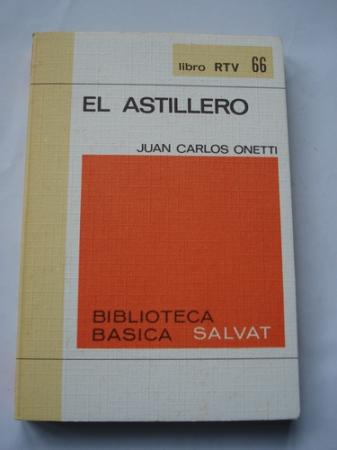 libro RTV 66
EL ASTILLERO
JUAN CARLOS ONETTI
BIBLIOTECA
BASICA SALVAT